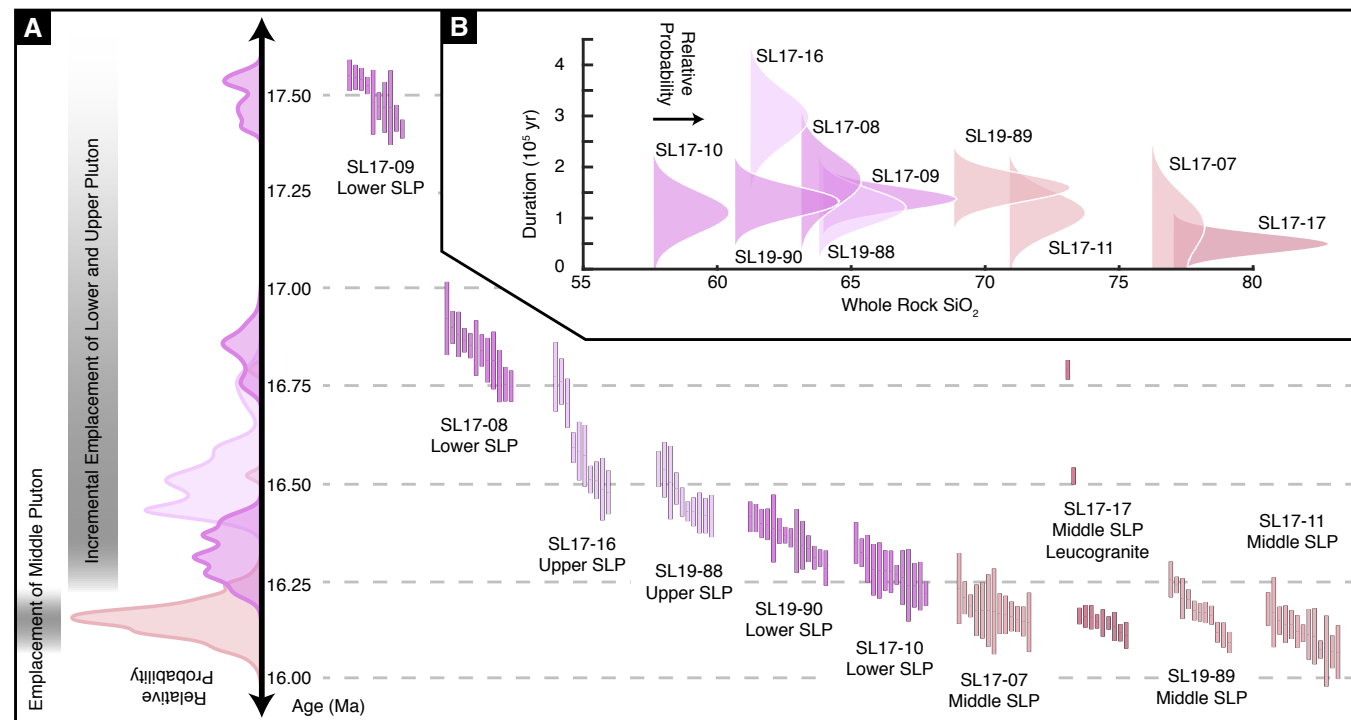 A
Emplacement of Middle Pluton
Incremental Emplacement of Lower and Upper Pluton
Relative
Probability
17.50
17.25
17.00
16.75
16.50
16.25
16.00
Age (Ma)
SL17-09
Lower SLP
SL17-08
Lower SLP
SL17-16
Upper SLP
SL19-88
Upper SLP
SL19-90
Lower SLP
SL17-10
Lower SLP
SL17-07
Middle SLP
SL17-17
Middle SLP
Leucogranite
SL19-89
Middle SLP
SL17-11
Middle SLP
B
Relative
Probability
Duration (10⁵ yr)
4
3
2
1
0
55
60
65
70
75
80
Whole Rock SiO₂
SL17-16
SL17-10
SL17-08
SL17-09
SL19-90
SL19-88
SL19-89
SL17-11
SL17-07
SL17-17